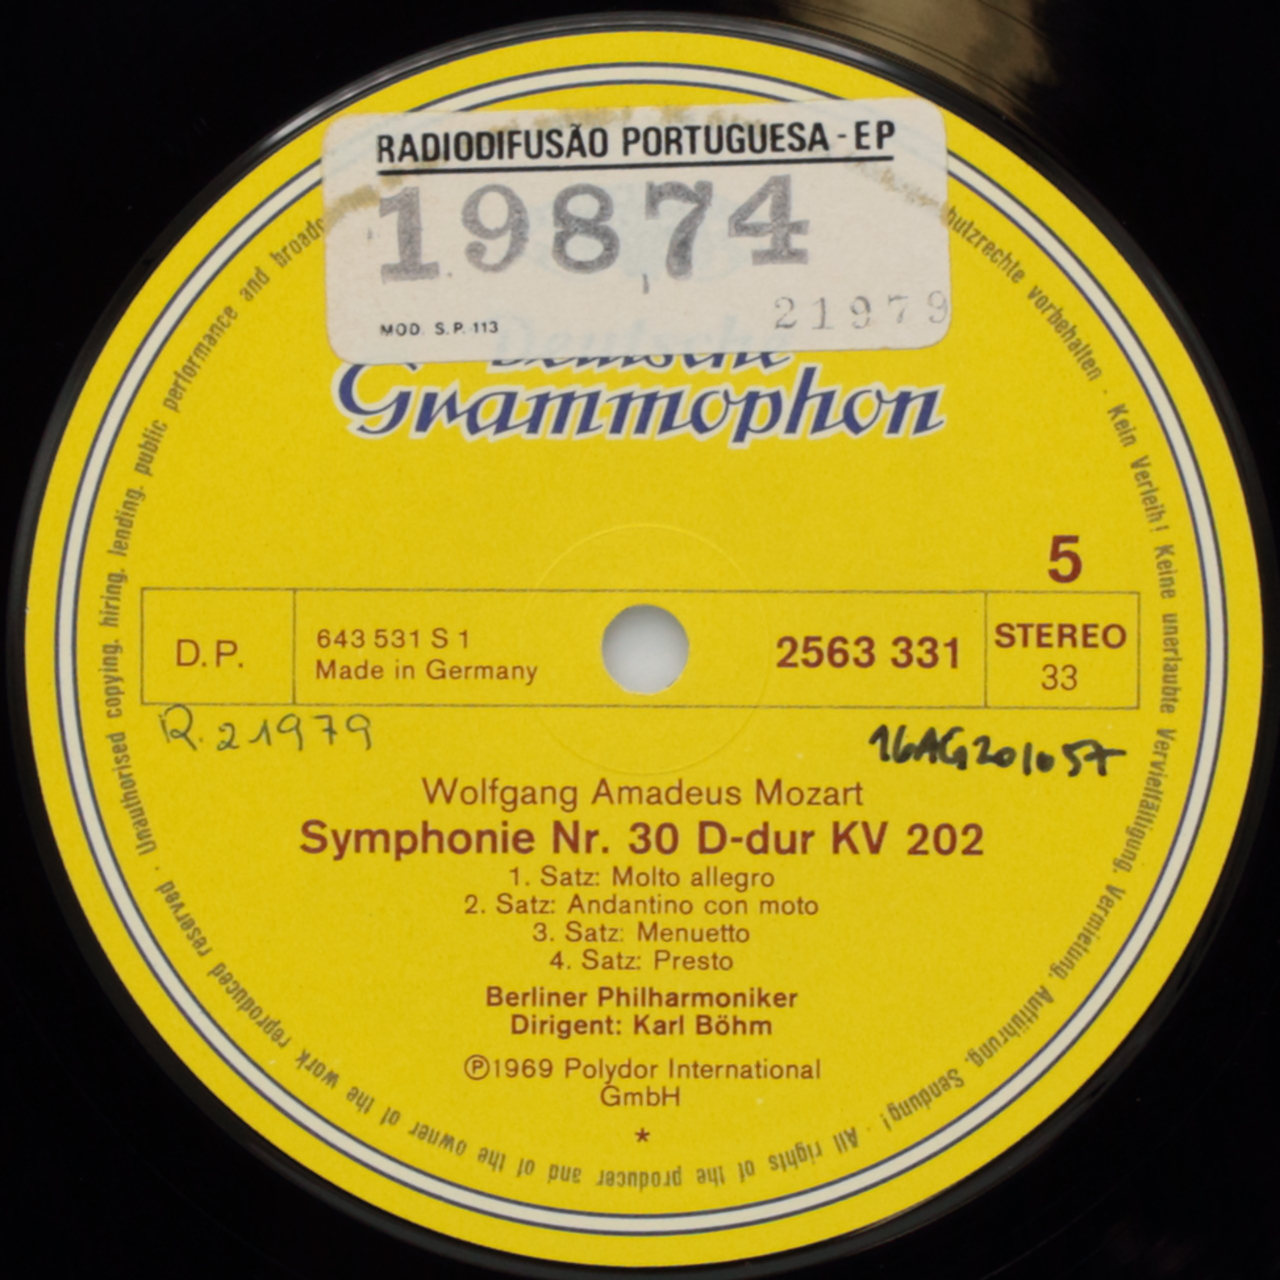 RADIODIFUSÃO PORTUGUESA - EP
19874
21979
MOD. S.P. 113
Deutsche
Grammophon
5
D.P.
643 531 S 1
Made in Germany
2563 331
STEREO
33
R. 21979
16AG201057
Wolfgang Amadeus Mozart
Symphonie Nr. 30 D-dur KV 202
1. Satz: Molto allegro
2. Satz: Andantino con moto
3. Satz: Menuetto
4. Satz: Presto
Berliner Philharmoniker
Dirigent: Karl Böhm
Ⓟ1969 Polydor International
GmbH
*
hutzrechte vorbehalten · Kein Verleih! Keine unerlaubte Vervielfältigung, Vermietung, Aufführung, Sendung! · All rights of the producer and of the owner of the work reproduced reserved · Unauthorised copying, hiring, lending, public performance and broadc